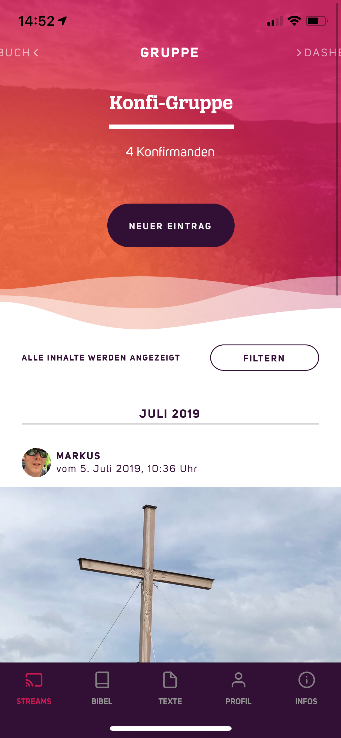 14:52
BUCH <
GRUPPE
> DASHB
Konfi-Gruppe
4 Konfirmanden
NEUER EINTRAG
ALLE INHALTE WERDEN ANGEZEIGT
FILTERN
JULI 2019
MARKUS
vom 5. Juli 2019, 10:36 Uhr
STREAMS
BIBEL
TEXTE
PROFIL
INFOS